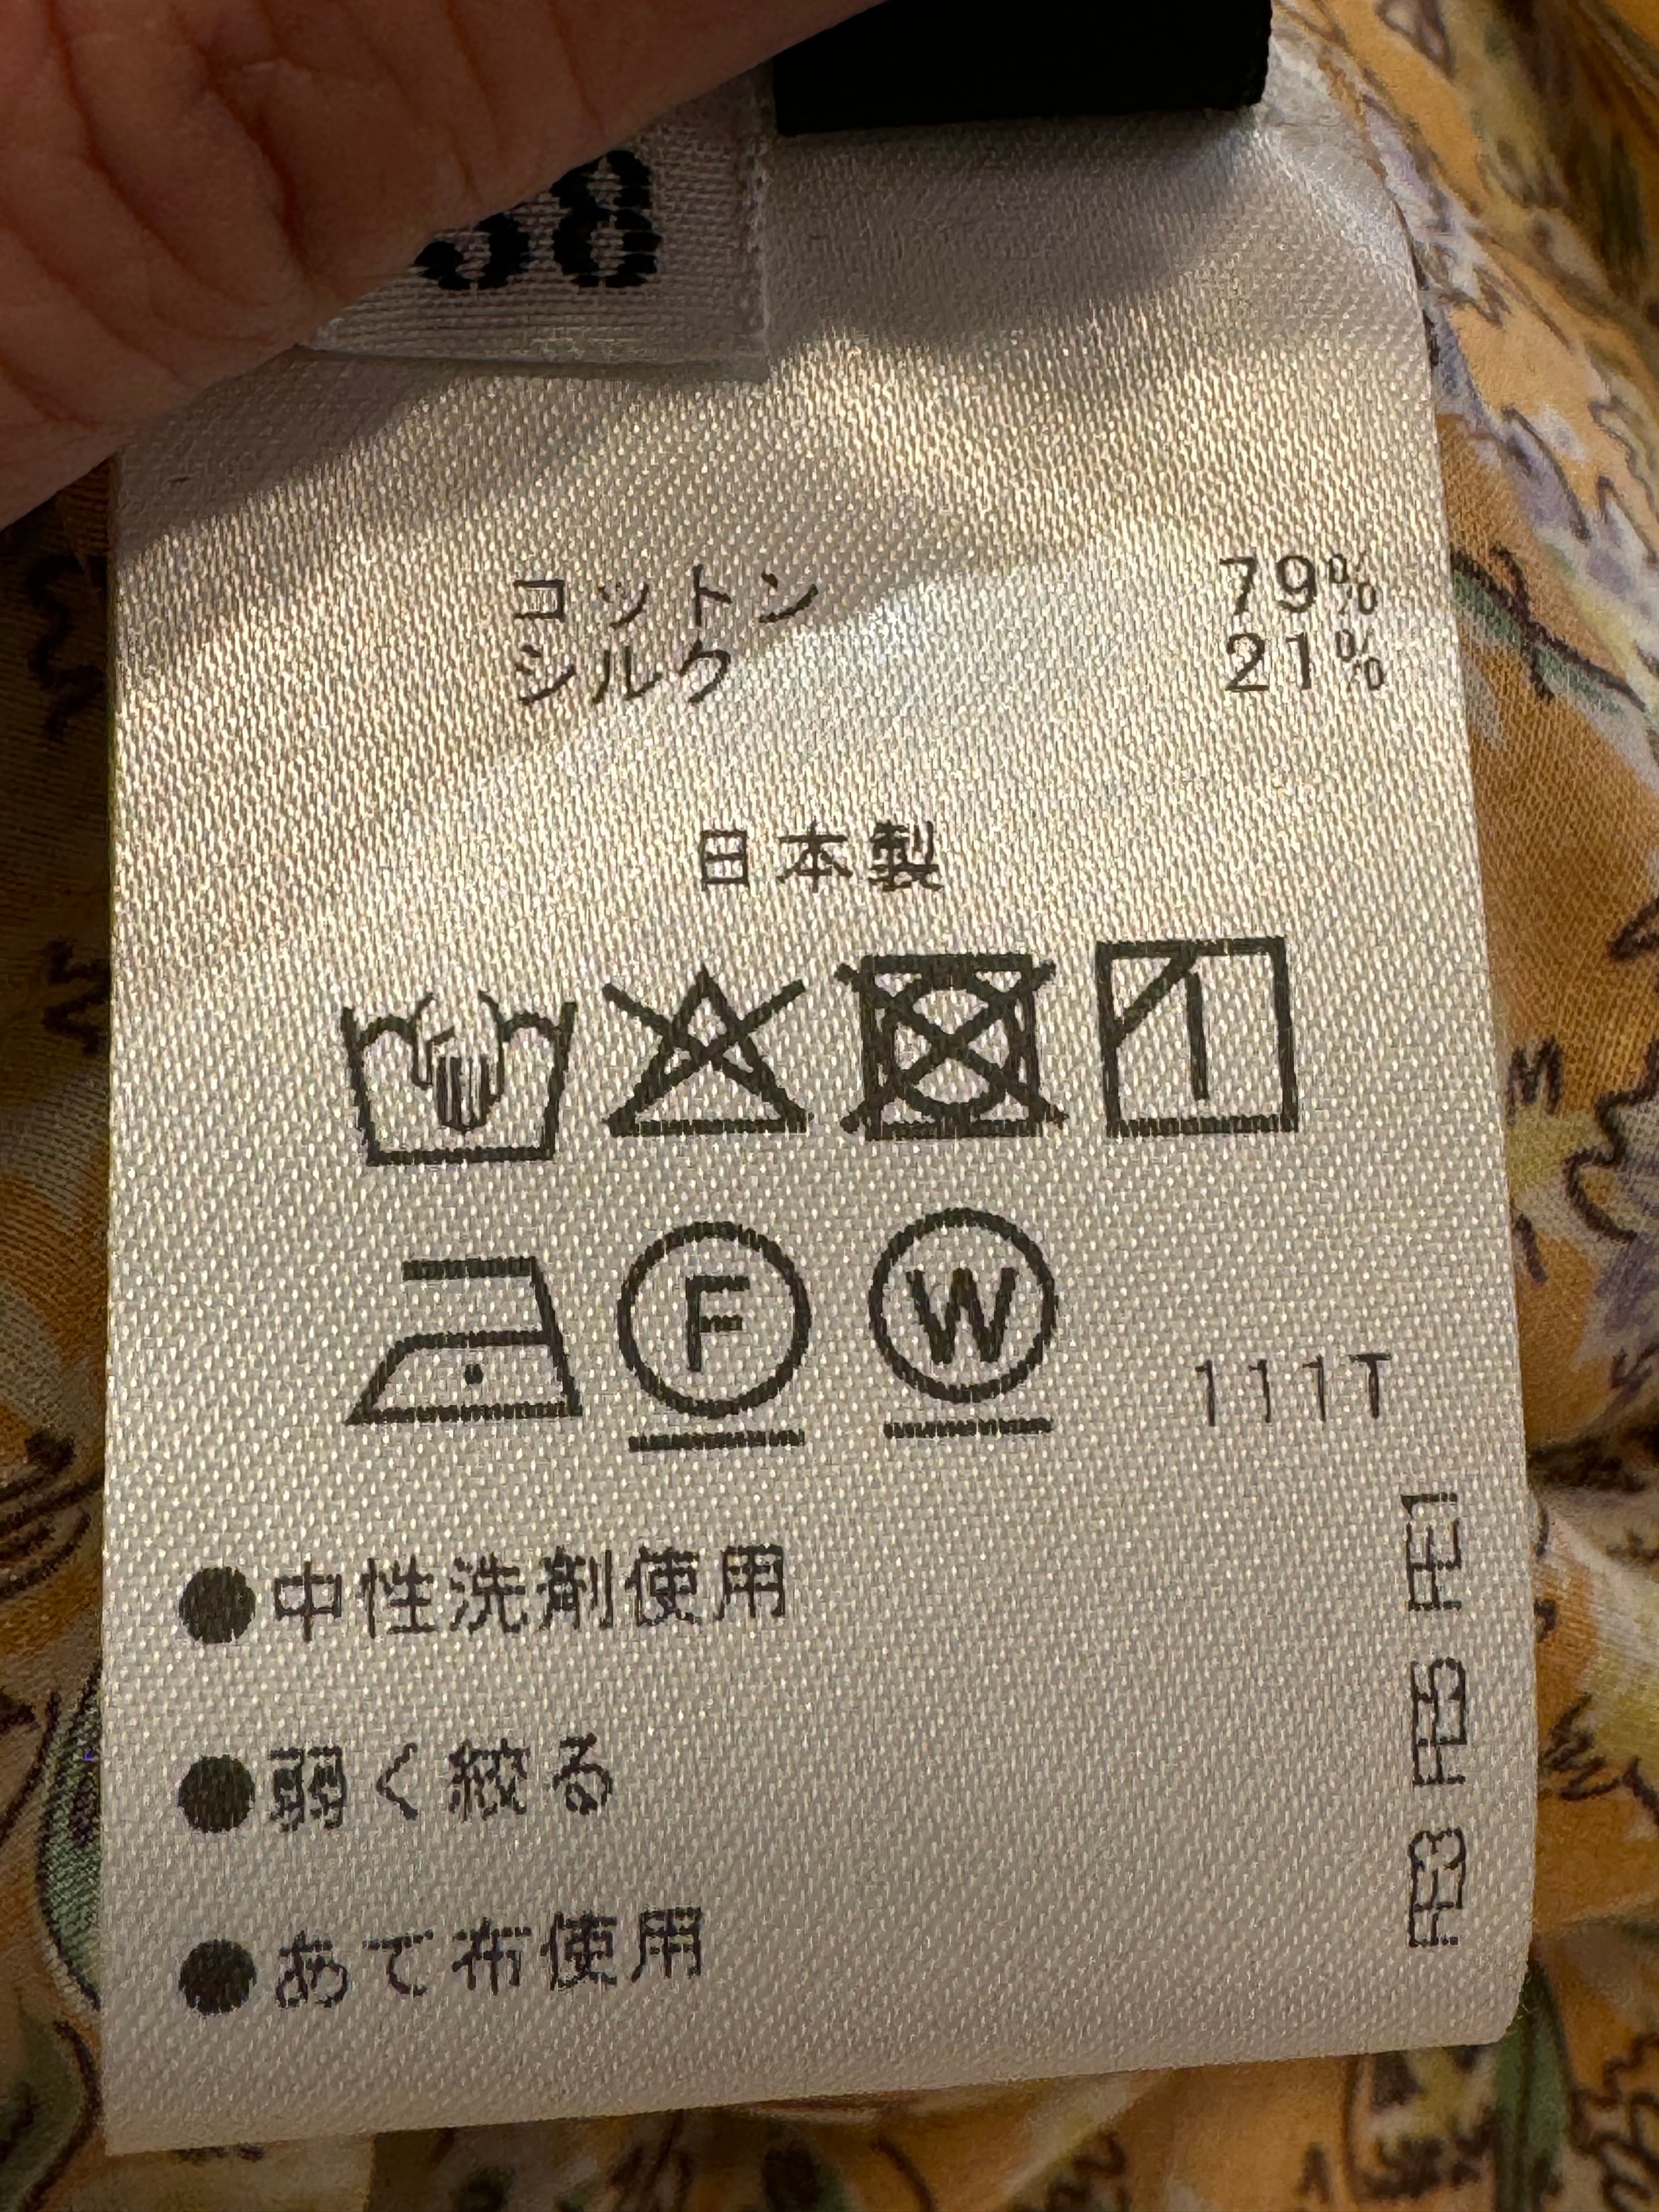 38
コットン 79%
シルク 21%
日本製
F W 111T
●中性洗剤使用
●弱く絞る
●あて布使用